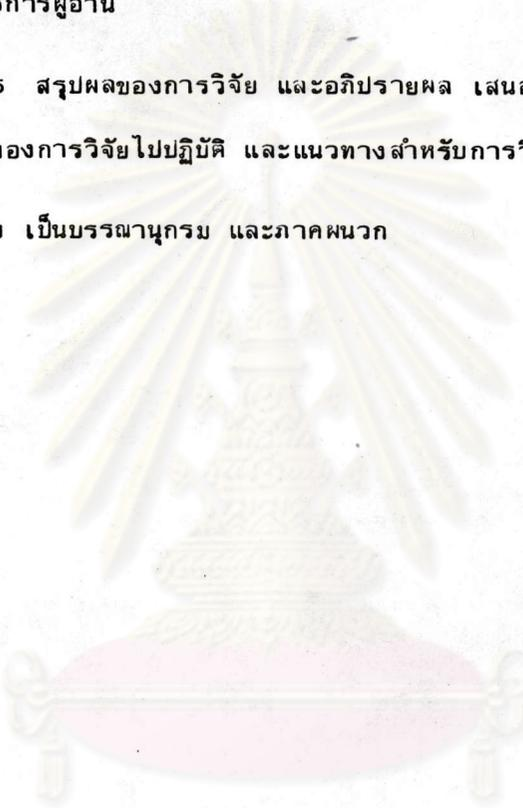 การผู้อ่าน
สรุปผลของการวิจัย และอภิปรายผล
ของการวิจัยไปปฏิบัติ และแนวทางสำหรับการ
เป็นบรรณานุกรม และภาคผนวก